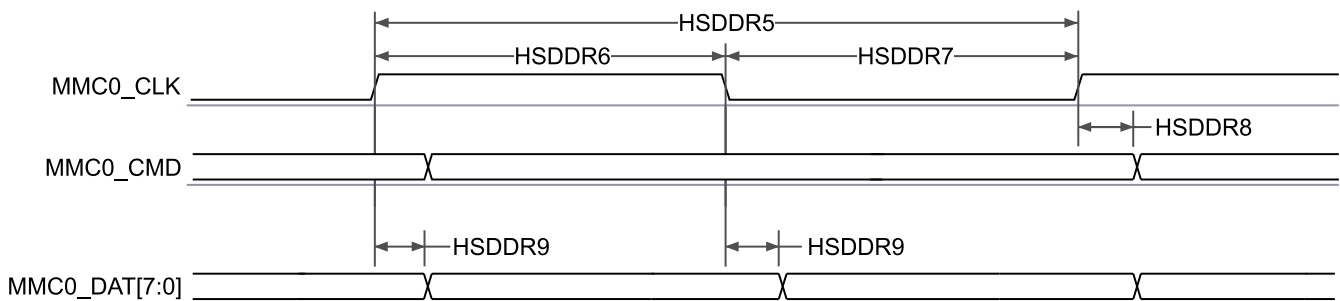 HSDDR5
HSDDR6 HSDDR7
MMC0_CLK
HSDDR8
MMC0_CMD
HSDDR9 HSDDR9
MMC0_DAT[7:0]